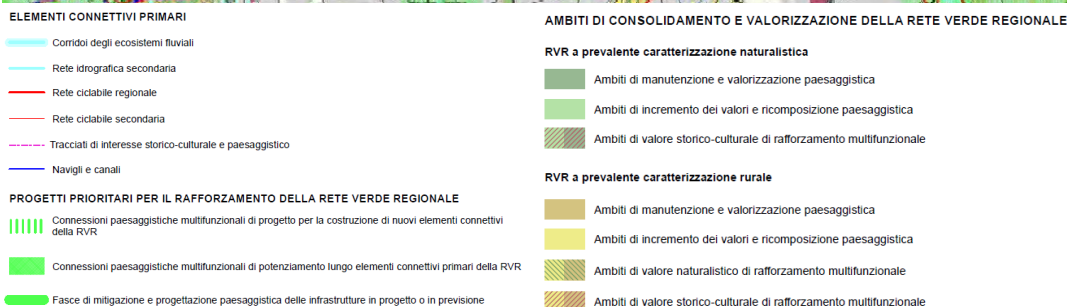 ELEMENTI CONNETTIVI PRIMARI
Corridoi degli ecosistemi fluviali
Rete idrografica secondaria
Rete ciclabile regionale
Rete ciclabile secondaria
Tracciati di interesse storico-culturale e paesaggistico
Navigli e canali
PROGETTI PRIORITARI PER IL RAFFORZAMENTO DELLA RETE VERDE REGIONALE
Connessioni paesaggistiche multifunzionali di progetto per la costruzione di nuovi elementi connettivi
della RVR
Connessioni paesaggistiche multifunzionali di potenziamento lungo elementi connettivi primari della RVR
Fasce di mitigazione e progettazione paesaggistica delle infrastrutture in progetto o in previsione
AMBITI DI CONSOLIDAMENTO E VALORIZZAZIONE DELLA RETE VERDE REGIONALE
RVR a prevalente caratterizzazione naturalistica
Ambiti di manutenzione e valorizzazione paesaggistica
Ambiti di incremento dei valori e ricomposizione paesaggistica
Ambiti di valore storico-culturale di rafforzamento multifunzionale
RVR a prevalente caratterizzazione rurale
Ambiti di manutenzione e valorizzazione paesaggistica
Ambiti di incremento dei valori e ricomposizione paesaggistica
Ambiti di valore naturalistico di rafforzamento multifunzionale
Ambiti di valore storico-culturale di rafforzamento multifunzionale